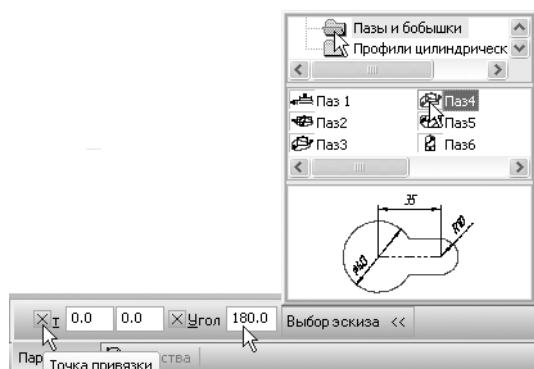 Пазы и бобышки
Профили цилиндрическ
Паз 1 Паз4
Паз2 Паз5
Паз3 Паз6
35
R10
т 0.0 0.0 Угол 180.0 Выбор эскиза <<
Пар ства
Точка привязки